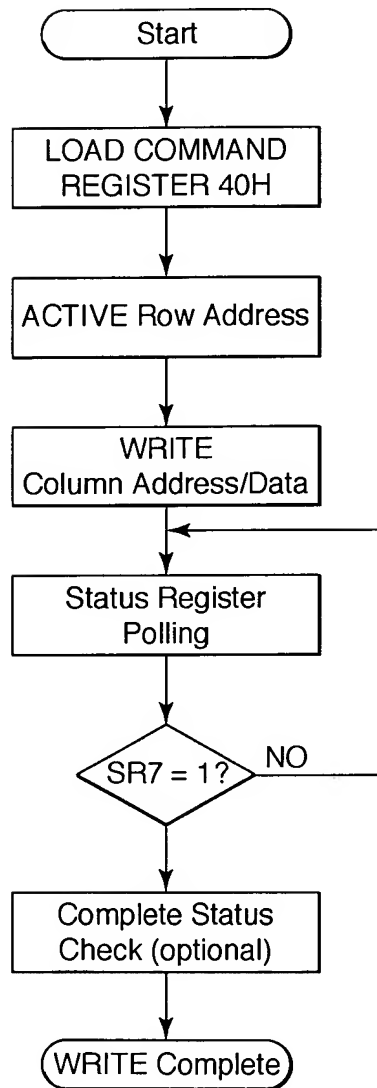 Start
LOAD COMMAND
REGISTER 40H
ACTIVE Row Address
WRITE
Column Address/Data
Status Register
Polling
SR7 = 1?
NO
Complete Status
Check (optional)
WRITE Complete